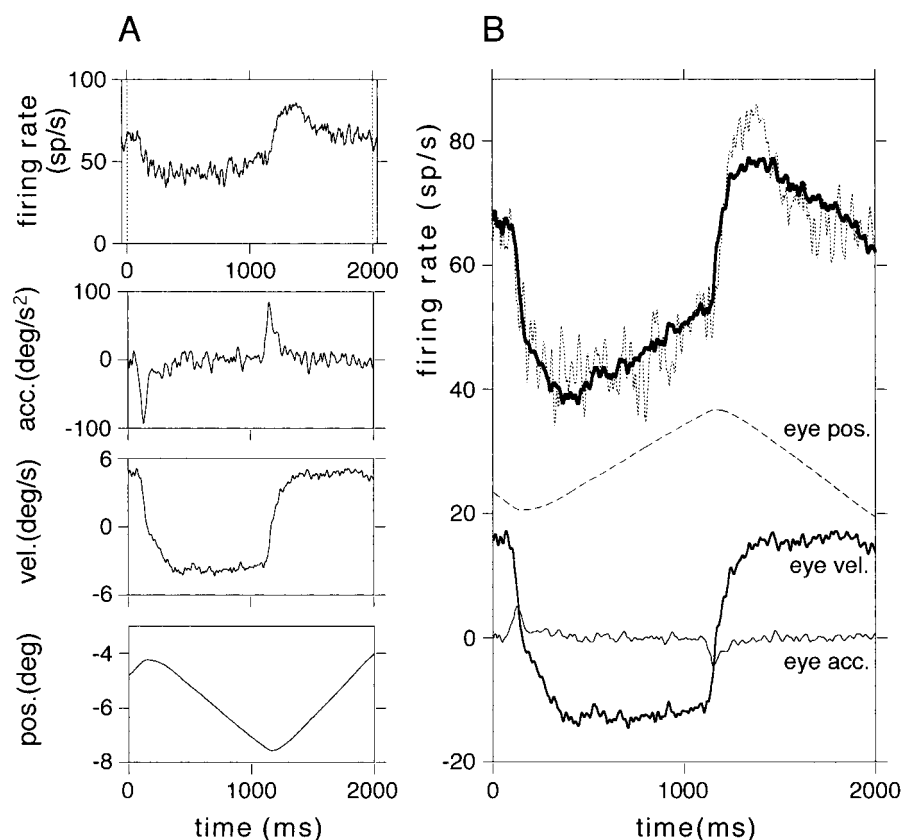 A
B
firing rate
(sp/s)
100
50
0
0
1000
2000
acc.(deg/s²)
100
0
-100
vel.(deg/s)
6
0
-6
pos.(deg)
-4
-6
-8
0
1000
2000
time (ms)
firing rate (sp/s)
80
60
40
20
0
-20
eye pos.
eye vel.
eye acc.
0
1000
2000
time(ms)